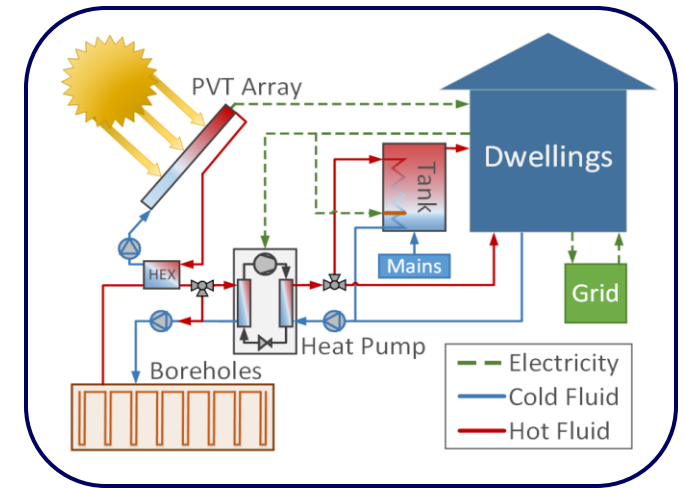 PVT Array
Dwellings
Tank
HEX
Mains
Grid
Heat Pump
Boreholes
Electricity
Cold Fluid
Hot Fluid